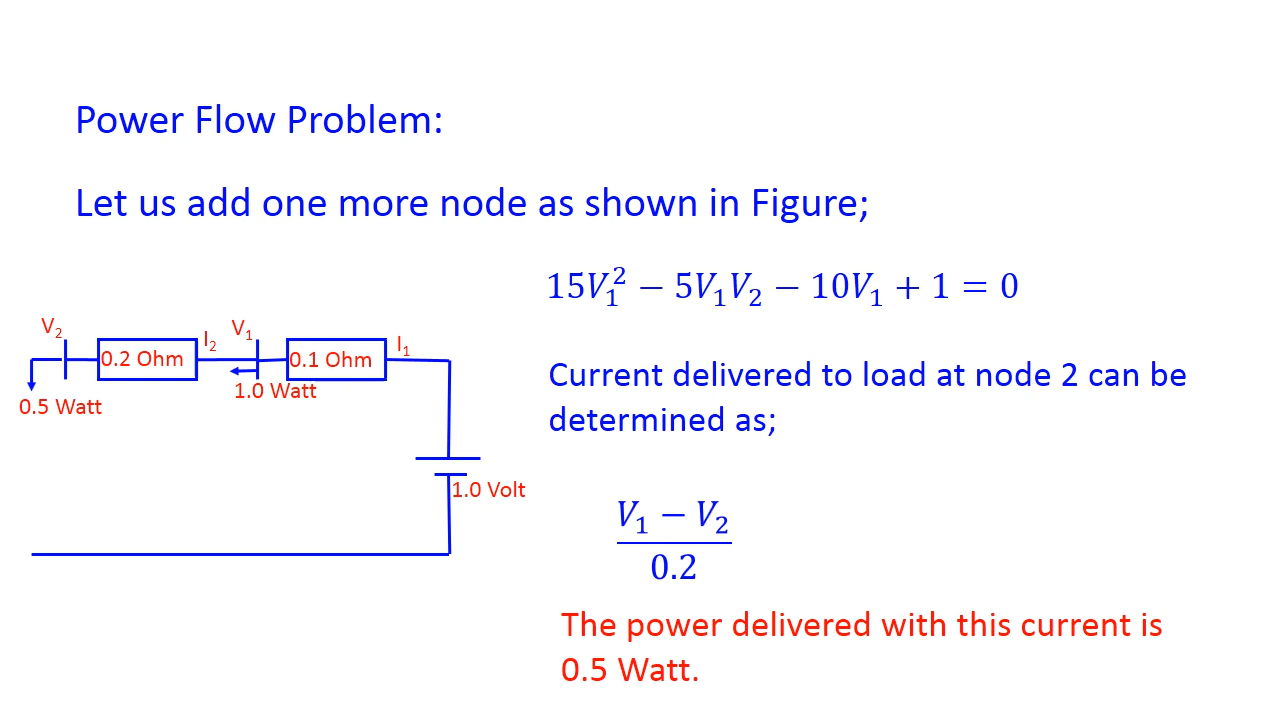 Power Flow Problem:
Let us add one more node as shown in Figure;
15V₁² − 5V₁V₂ − 10V₁ + 1 = 0
V₂
0.2 Ohm
I₂
V₁
0.1 Ohm
I₁
0.5 Watt
1.0 Watt
1.0 Volt
Current delivered to load at node 2 can be
determined as;
V₁ − V₂
0.2
The power delivered with this current is
0.5 Watt.